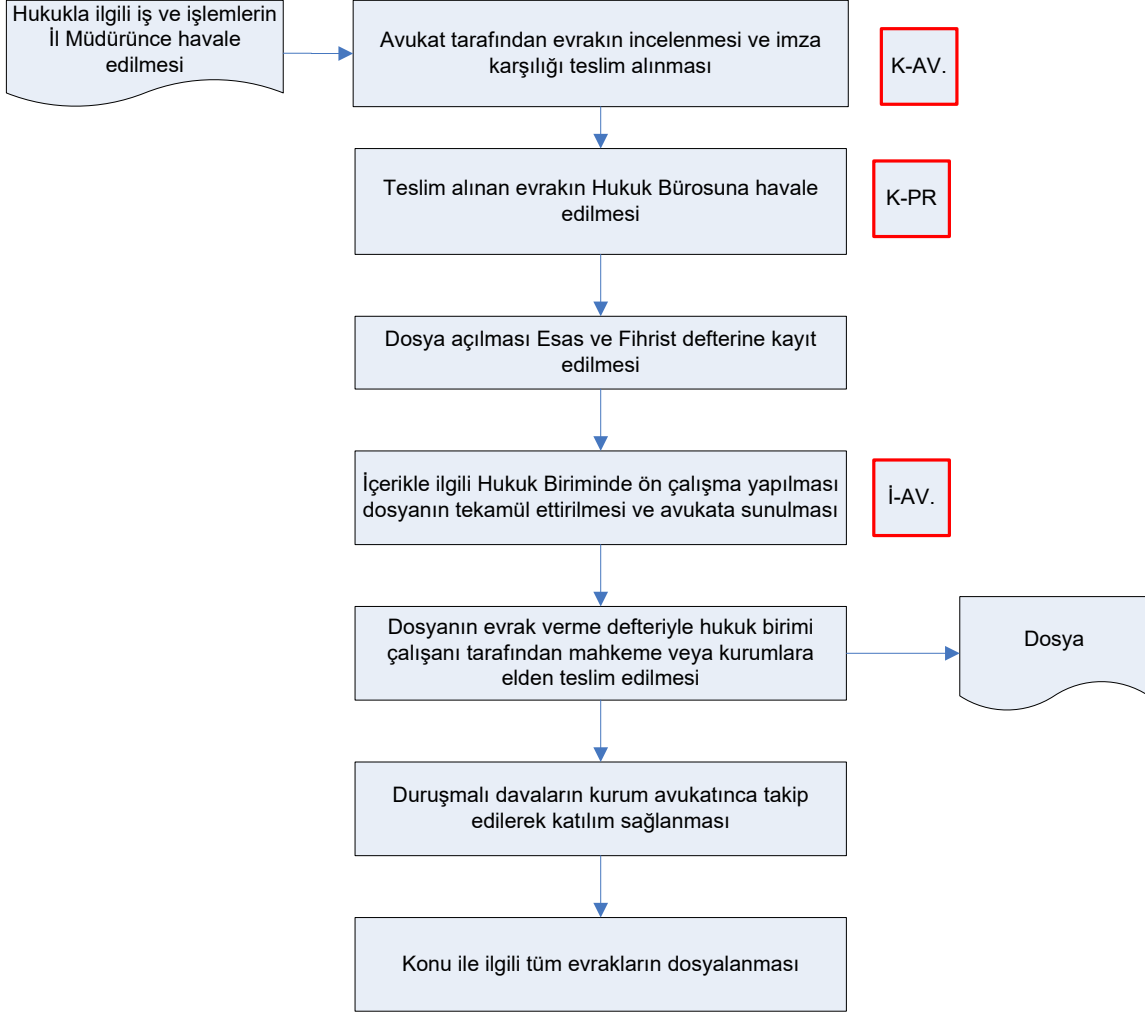 Hukukla ilgili iş ve işlemlerin
İl Müdürünce havale
edilmesi
Avukat tarafından evrakın incelenmesi ve imza
karşılığı teslim alınması
K-AV.
Teslim alınan evrakın Hukuk Bürosuna havale
edilmesi
K-PR
Dosya açılması Esas ve Fihrist defterine kayıt
edilmesi
İçerikle ilgili Hukuk Biriminde ön çalışma yapılması
dosyanın tekamül ettirilmesi ve avukata sunulması
İ-AV.
Dosyanın evrak verme defteriyle hukuk birimi
çalışanı tarafından mahkeme veya kurumlara
elden teslim edilmesi
Dosya
Duruşmalı davaların kurum avukatınca takip
edilerek katılım sağlanması
Konu ile ilgili tüm evrakların dosyalanması